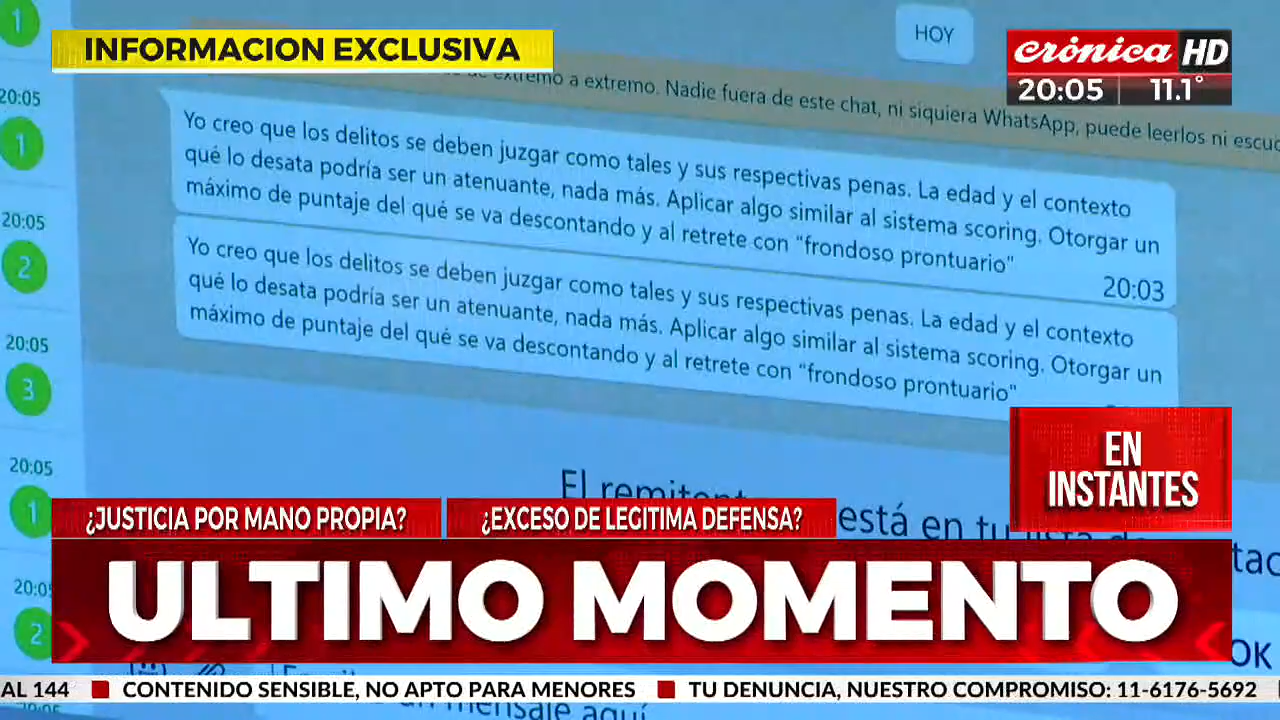 INFORMACION EXCLUSIVA
crónica HD
20:05 11.1°
HOY
extremo a extremo. Nadie fuera de este chat, ni siquiera WhatsApp, puede leerlos ni
Yo creo que los delitos se deben juzgar como tales y sus respectivas penas. La edad y el contexto
qué lo desata podría ser un atenuante, nada más. Aplicar algo similar al sistema scoring. Otorgar un
máximo de puntaje del qué se va descontando y al retrete con "frondoso prontuario"
20:03
Yo creo que los delitos se deben juzgar como tales y sus respectivas penas. La edad y el contexto
qué lo desata podría ser un atenuante, nada más. Aplicar algo similar al sistema scoring. Otorgar un
máximo de puntaje del qué se va descontando y al retrete con "frondoso prontuario"
1
20:05
1
20:05
2
20:05
3
20:05
1
2
El está en tu
EN
INSTANTES
¿JUSTICIA POR MANO PROPIA?
¿EXCESO DE LEGITIMA DEFENSA?
ULTIMO MOMENTO
OK
AL 144 CONTENIDO SENSIBLE, NO APTO PARA MENORES TU DENUNCIA, NUESTRO COMPROMISO: 11-6176-5692
mensaje aquí